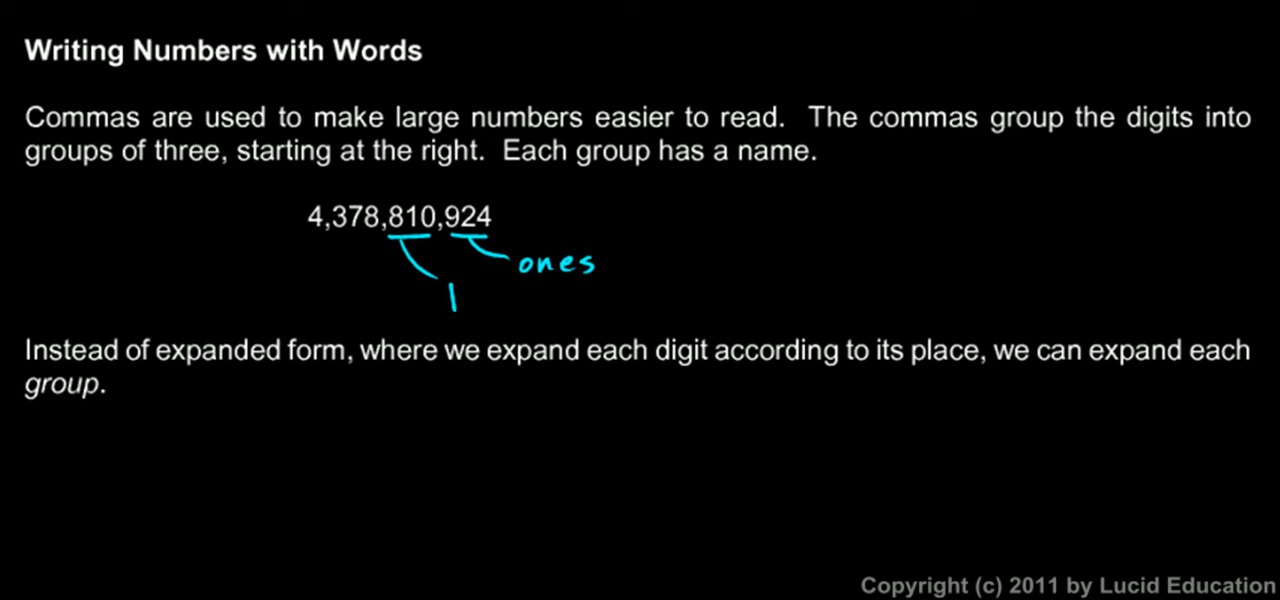 Writing Numbers with Words
Commas are used to make large numbers easier to read. The commas group the digits into
groups of three, starting at the right. Each group has a name.
4,378,810,924
ones
Instead of expanded form, where we expand each digit according to its place, we can expand each
group.
Copyright (c) 2011 by Lucid Education